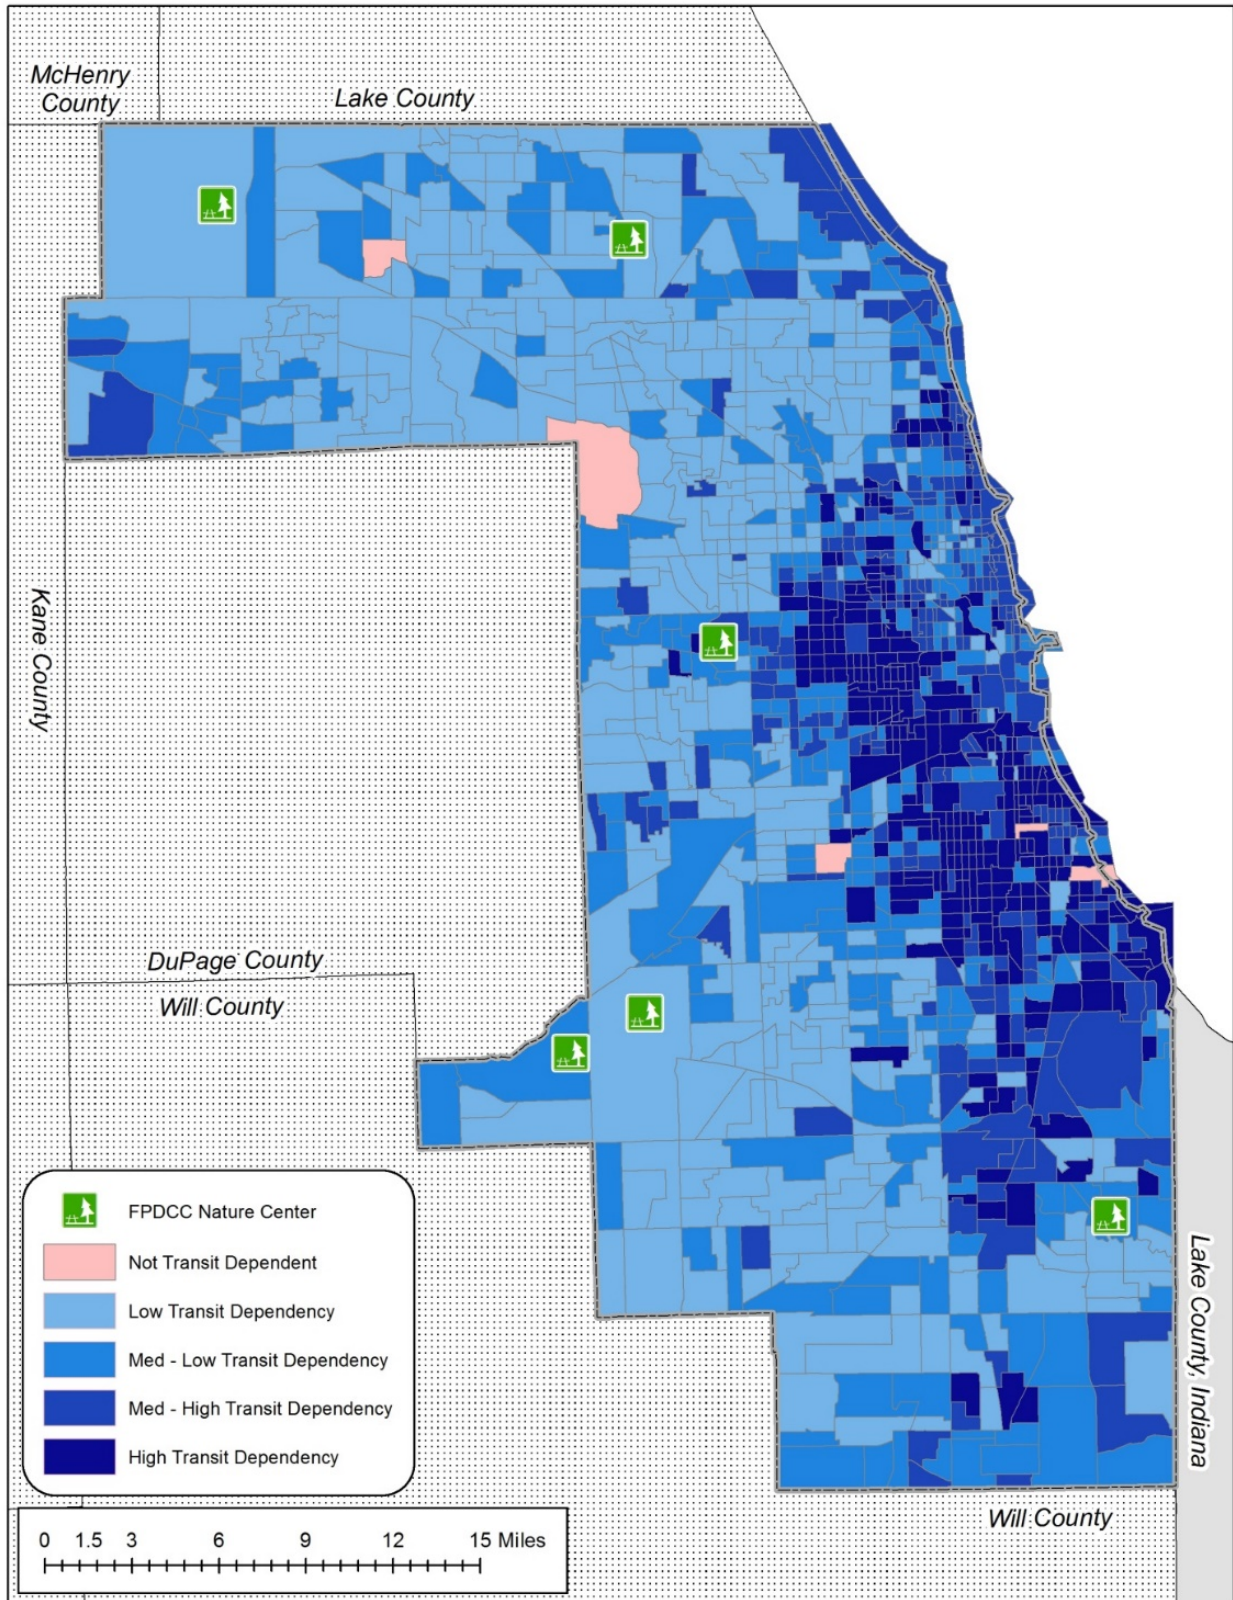 McHenry
County
Lake County
Kane County
DuPage County
Will County
FPDCC Nature Center
Not Transit Dependent
Low Transit Dependency
Med - Low Transit Dependency
Med - High Transit Dependency
High Transit Dependency
Lake County, Indiana
0 1.5 3 6 9 12 15 Miles
Will County